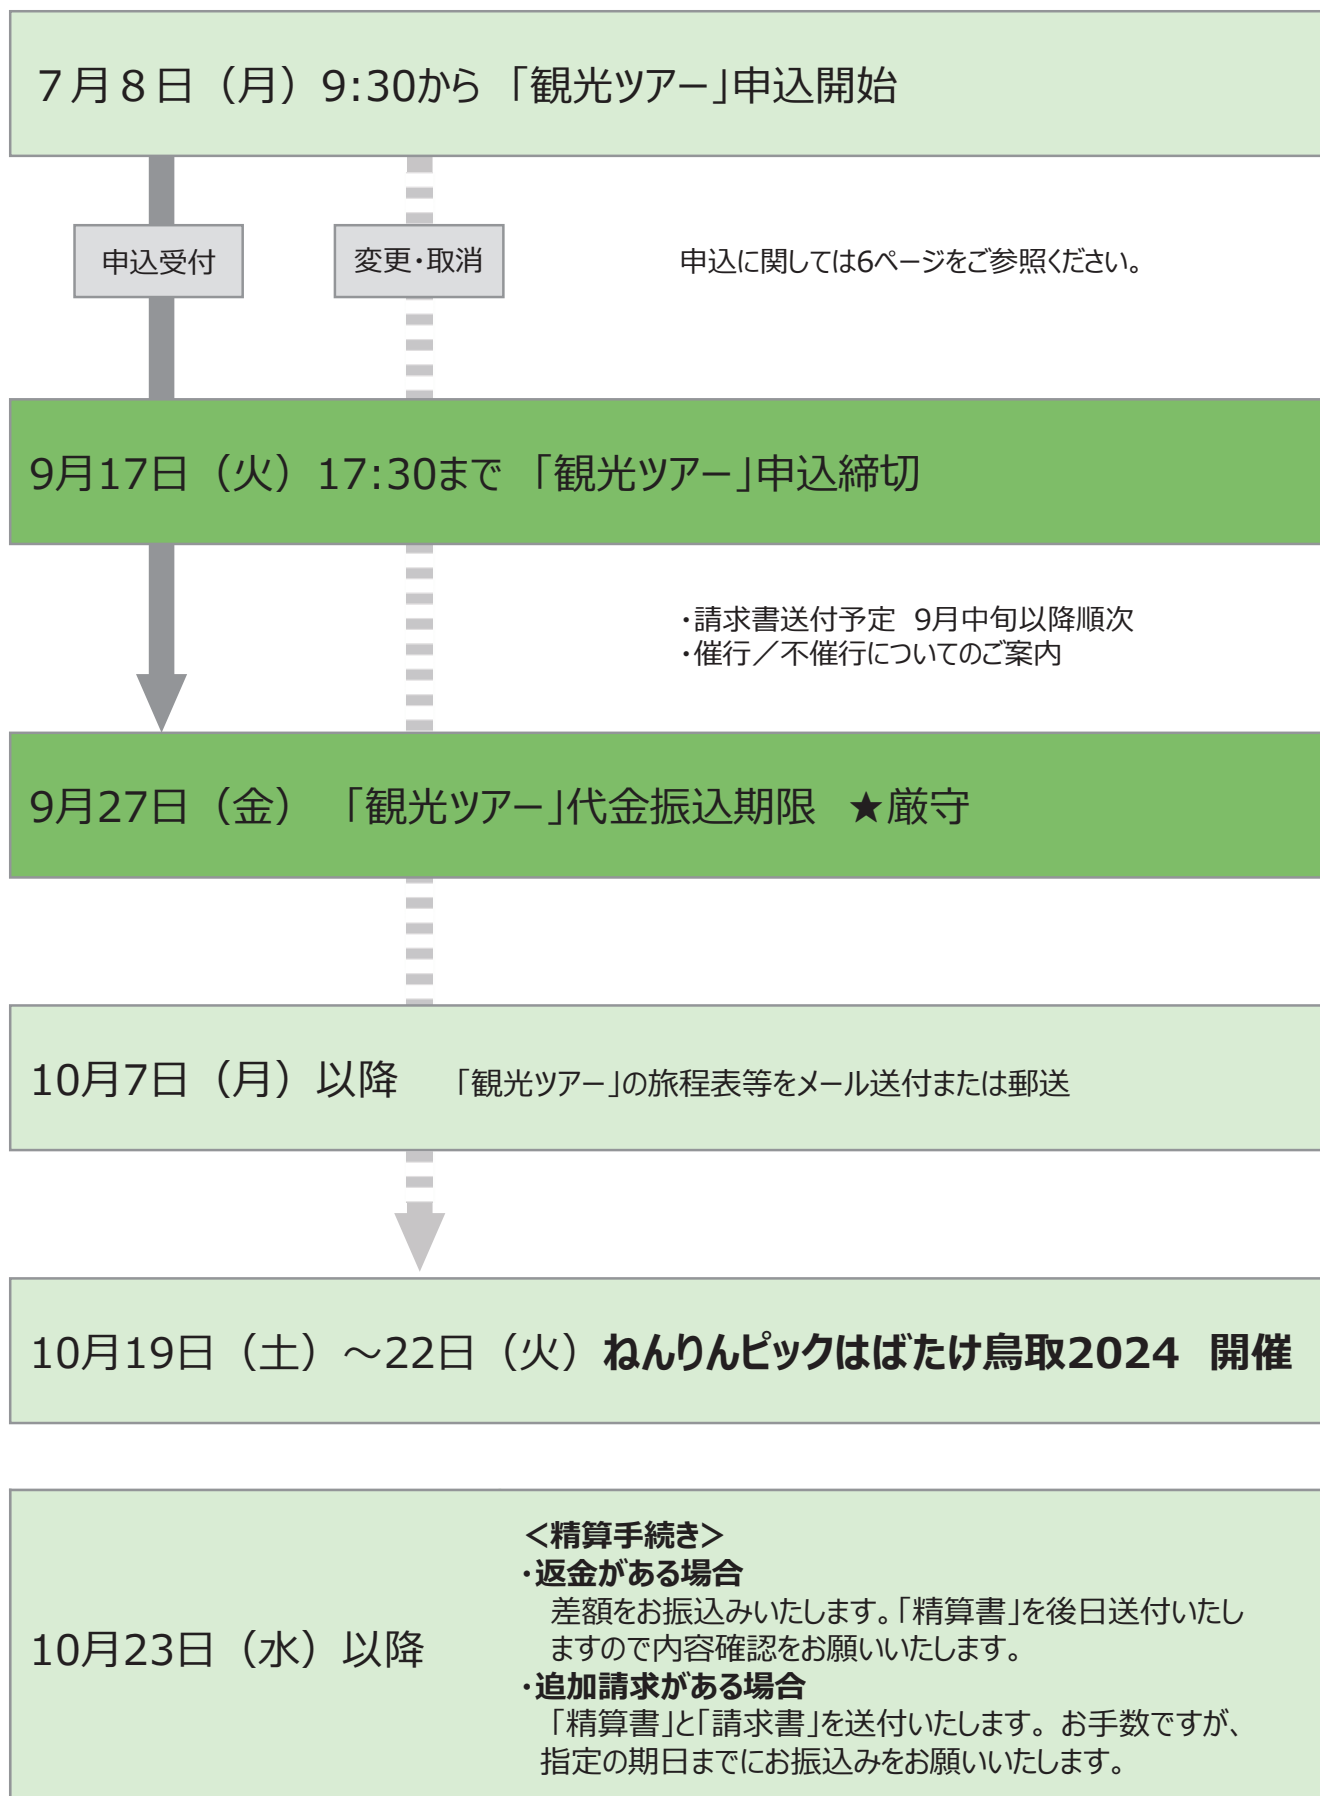 ７月８日（月）9:30から「観光ツアー」申込開始
申込受付
変更・取消
申込に関しては6ページをご参照ください。
9月17日（火）17:30まで「観光ツアー」申込締切
・請求書送付予定 9月中旬以降順次
・催行／不催行についてのご案内
9月27日（金）「観光ツアー」代金振込期限 ★厳守
10月7日（月）以降 「観光ツアー」の旅程表等をメール送付または郵送
10月19日（土）～22日（火）ねんりんピックはばたけ鳥取2024 開催
＜精算手続き＞
・返金がある場合
差額をお振込みいたします。「精算書」を後日送付いたし
ますので内容確認をお願いいたします。
10月23日（水）以降
・追加請求がある場合
「精算書」と「請求書」を送付いたします。お手数ですが、
指定の期日までにお振込みをお願いいたします。